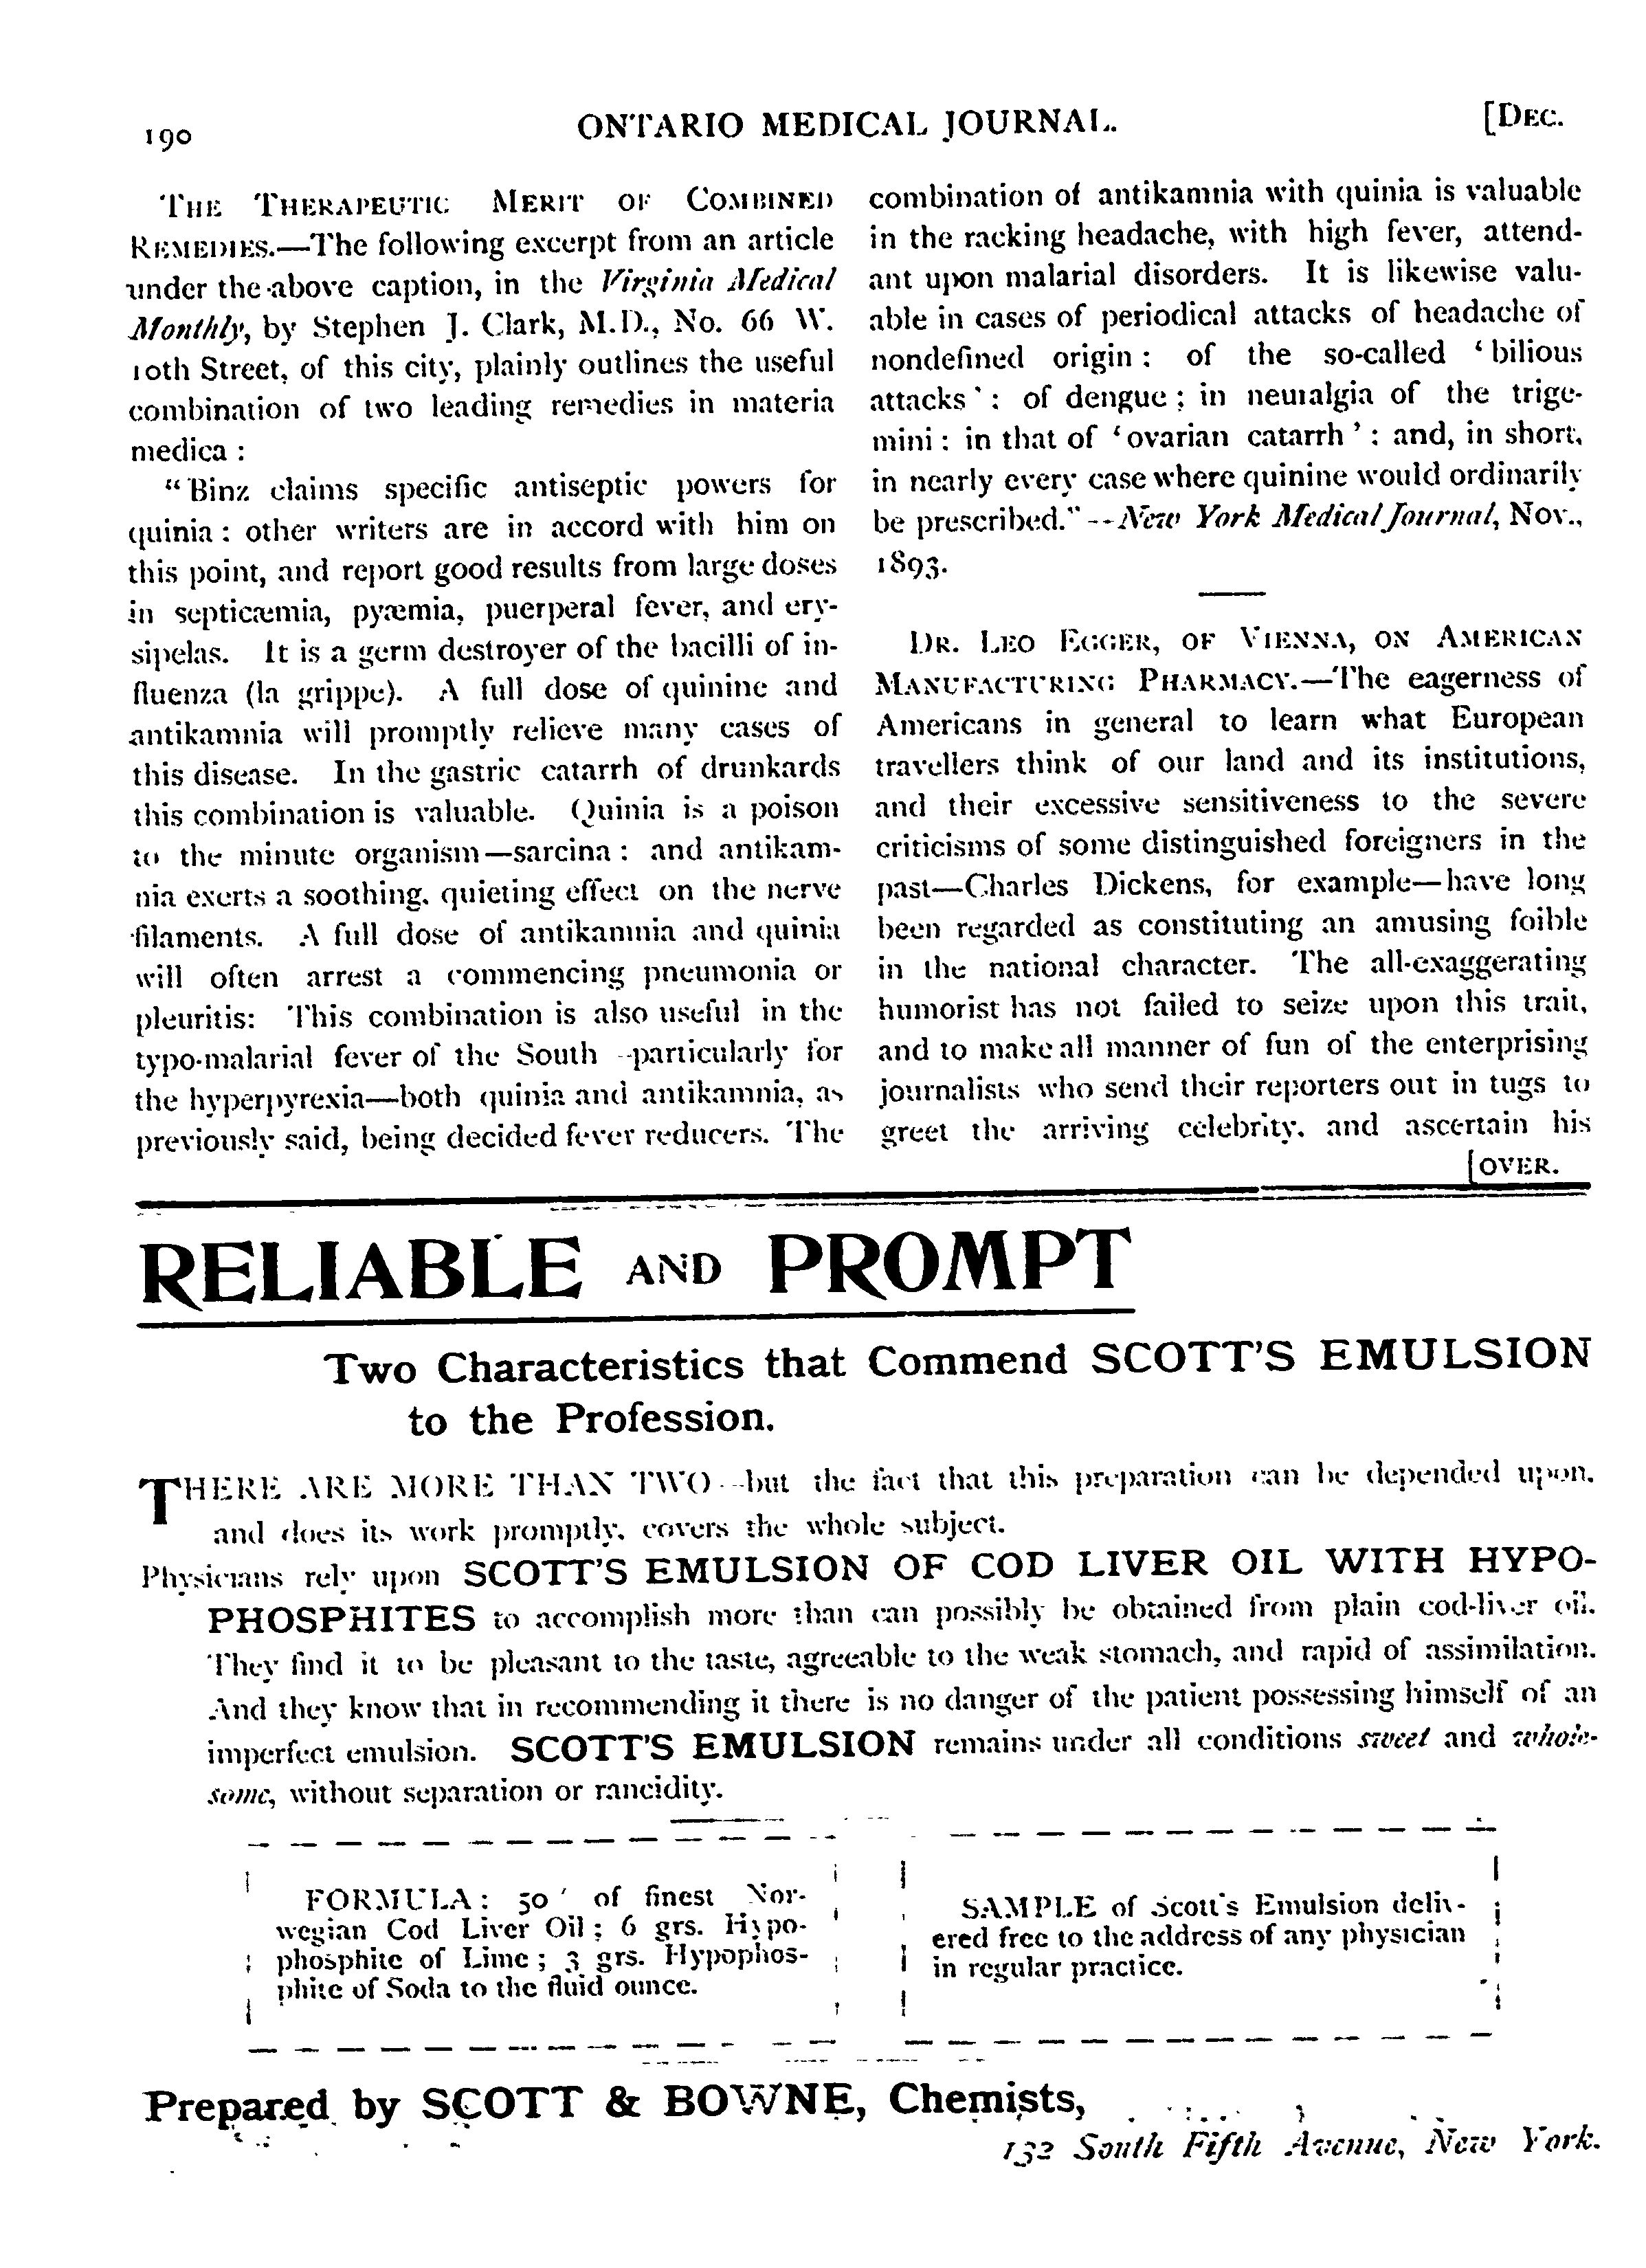 190
ONTARIO MEDICAL JOURNAL.
[DEC.
THE THERAPEUTIC MERIT OF COMBINED
REMEDIES.—The following excerpt from an article
under the above caption, in the Virginia Medical
Monthly, by Stephen J. Clark, M.D., No. 66 W.
10th Street, of this city, plainly outlines the useful
combination of two leading remedies in materia
medica :
"Binz claims specific antiseptic powers for
quinia : other writers are in accord with him on
this point, and report good results from large doses
in septicæmia, pyæmia, puerperal fever, and ery-
sipelas. It is a germ destroyer of the bacilli of in-
fluenza (la grippe). A full dose of quinine and
antikamnia will promptly relieve many cases of
this disease. In the gastric catarrh of drunkards
this combination is valuable. Quinia is a poison
to the minute organism—sarcina : and antikam-
nia exerts a soothing, quieting effect on the nerve
filaments. A full dose of antikamnia and quinia
will often arrest a commencing pneumonia or
pleuritis: This combination is also useful in the
typo-malarial fever of the South--particularly for
the hyperpyrexia—both quinia and antikamnia, as
previously said, being decided fever reducers. The
combination of antikamnia with quinia is valuable
in the racking headache, with high fever, attend-
ant upon malarial disorders. It is likewise valu-
able in cases of periodical attacks of headache of
nondefined origin : of the so-called 'bilious
attacks' : of dengue ; in neuralgia of the trige-
mini : in that of 'ovarian catarrh' : and, in short,
in nearly every case where quinine would ordinarily
be prescribed."--New York Medical Journal, Nov.,
1893.
DR. LEO EGGER, OF VIENNA, ON AMERICAN
MANUFACTURING PHARMACY.—The eagerness of
Americans in general to learn what European
travellers think of our land and its institutions,
and their excessive sensitiveness to the severe
criticisms of some distinguished foreigners in the
past—Charles Dickens, for example—have long
been regarded as constituting an amusing foible
in the national character. The all-exaggerating
humorist has not failed to seize upon this trait,
and to make all manner of fun of the enterprising
journalists who send their reporters out in tugs to
greet the arriving celebrity, and ascertain his
[OVER.
RELIABLE AND PROMPT
Two Characteristics that Commend SCOTT'S EMULSION
to the Profession.
THERE ARE MORE THAN TWO--but the fact that this preparation can be depended upon,
and does its work promptly, covers the whole subject.
Physicians rely upon SCOTT'S EMULSION OF COD LIVER OIL WITH HYPO-
PHOSPHITES to accomplish more than can possibly be obtained from plain cod-liver oil.
They find it to be pleasant to the taste, agreeable to the weak stomach, and rapid of assimilation.
And they know that in recommending it there is no danger of the patient possessing himself of an
imperfect emulsion. SCOTT'S EMULSION remains under all conditions sweet and whole-
some, without separation or rancidity.
FORMULA: 50 of finest Nor-
wegian Cod Liver Oil ; 6 grs. Hypo-
phosphite of Lime ; 3 grs. Hypophos-
phite of Soda to the fluid ounce.
SAMPLE of Scott's Emulsion deliv-
ered free to the address of any physician
in regular practice.
Prepared by SCOTT & BOWNE, Chemists,
132 South Fifth Avenue, New York.